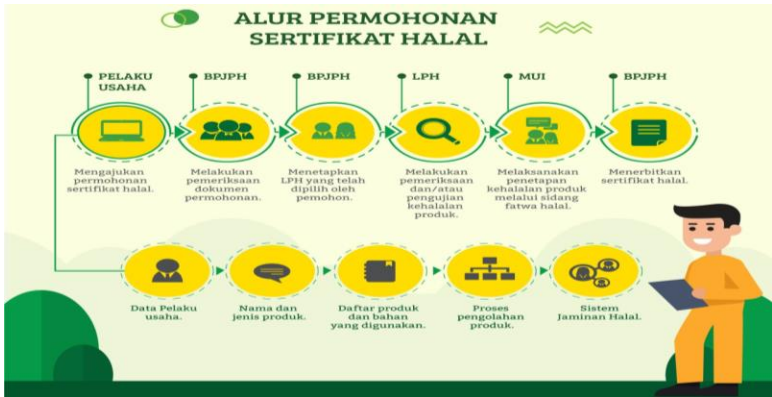 ALUR PERMOHONAN
SERTIFIKAT HALAL
PELAKU
USAHA
BPJPH
BPJPH
LPH
MUI
BPJPH
Mengajukan
permohonan
sertifikat halal.
Melakukan
pemeriksaan
dokumen
permohonan.
Menetapkan
LPH yang telah
dipilih oleh
pemohon.
Melakukan
pemeriksaan
dan/atau
pengujian
kehalalan
produk.
Melaksanakan
penetapan
kehalalan produk
melalui sidang
fatwa halal.
Menerbitkan
sertifikat halal.
Data Pelaku
usaha.
Nama dan
jenis produk.
Daftar produk
dan bahan
yang digunakan.
Proses
pengolahan
produk.
Sistem
Jaminan Halal.